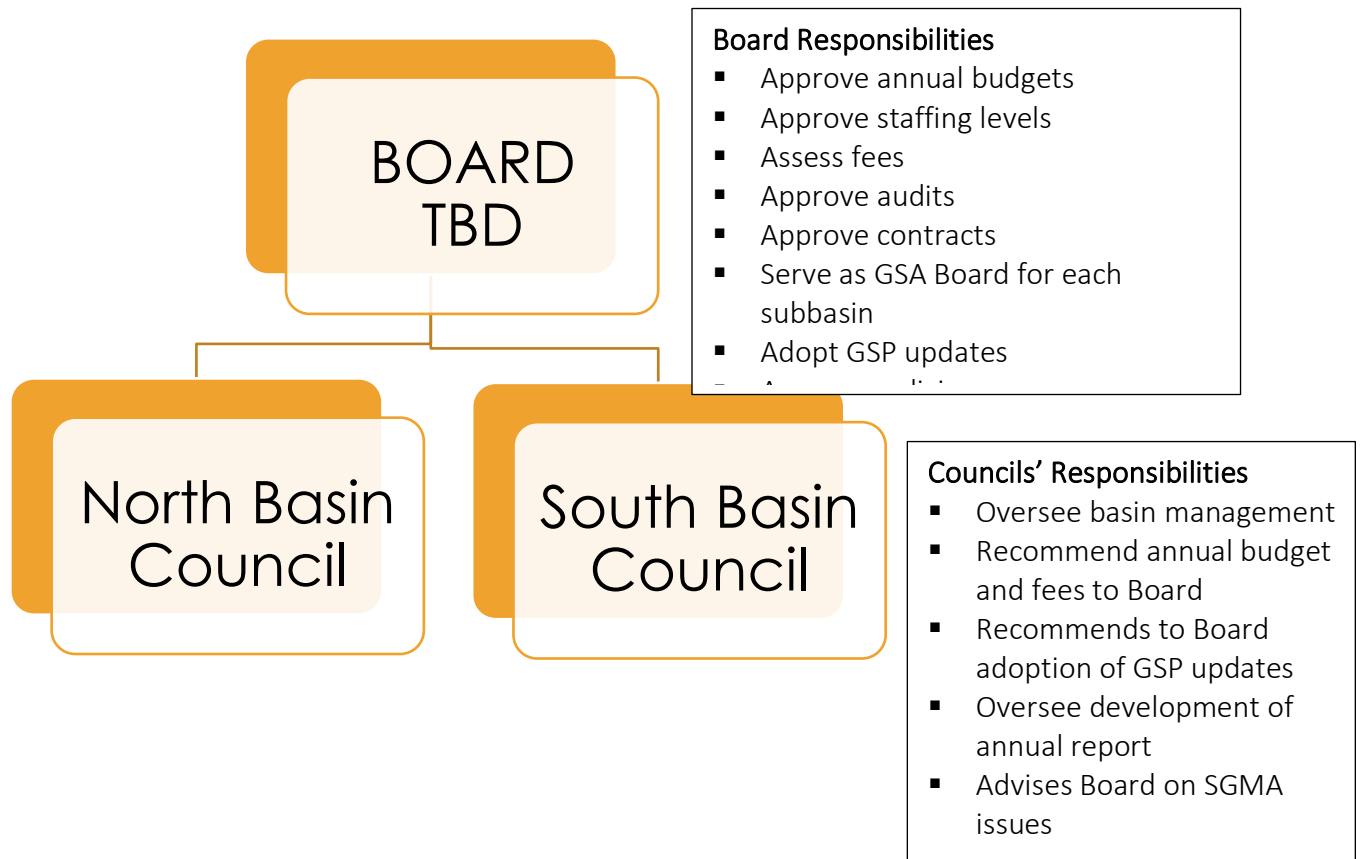 BOARD
TBD
Board Responsibilities
▪ Approve annual budgets
▪ Approve staffing levels
▪ Assess fees
▪ Approve audits
▪ Approve contracts
▪ Serve as GSA Board for each
subbasin
▪ Adopt GSP updates
North Basin
Council
South Basin
Council
Councils’ Responsibilities
▪ Oversee basin management
▪ Recommend annual budget
and fees to Board
▪ Recommends to Board
adoption of GSP updates
▪ Oversee development of
annual report
▪ Advises Board on SGMA
issues